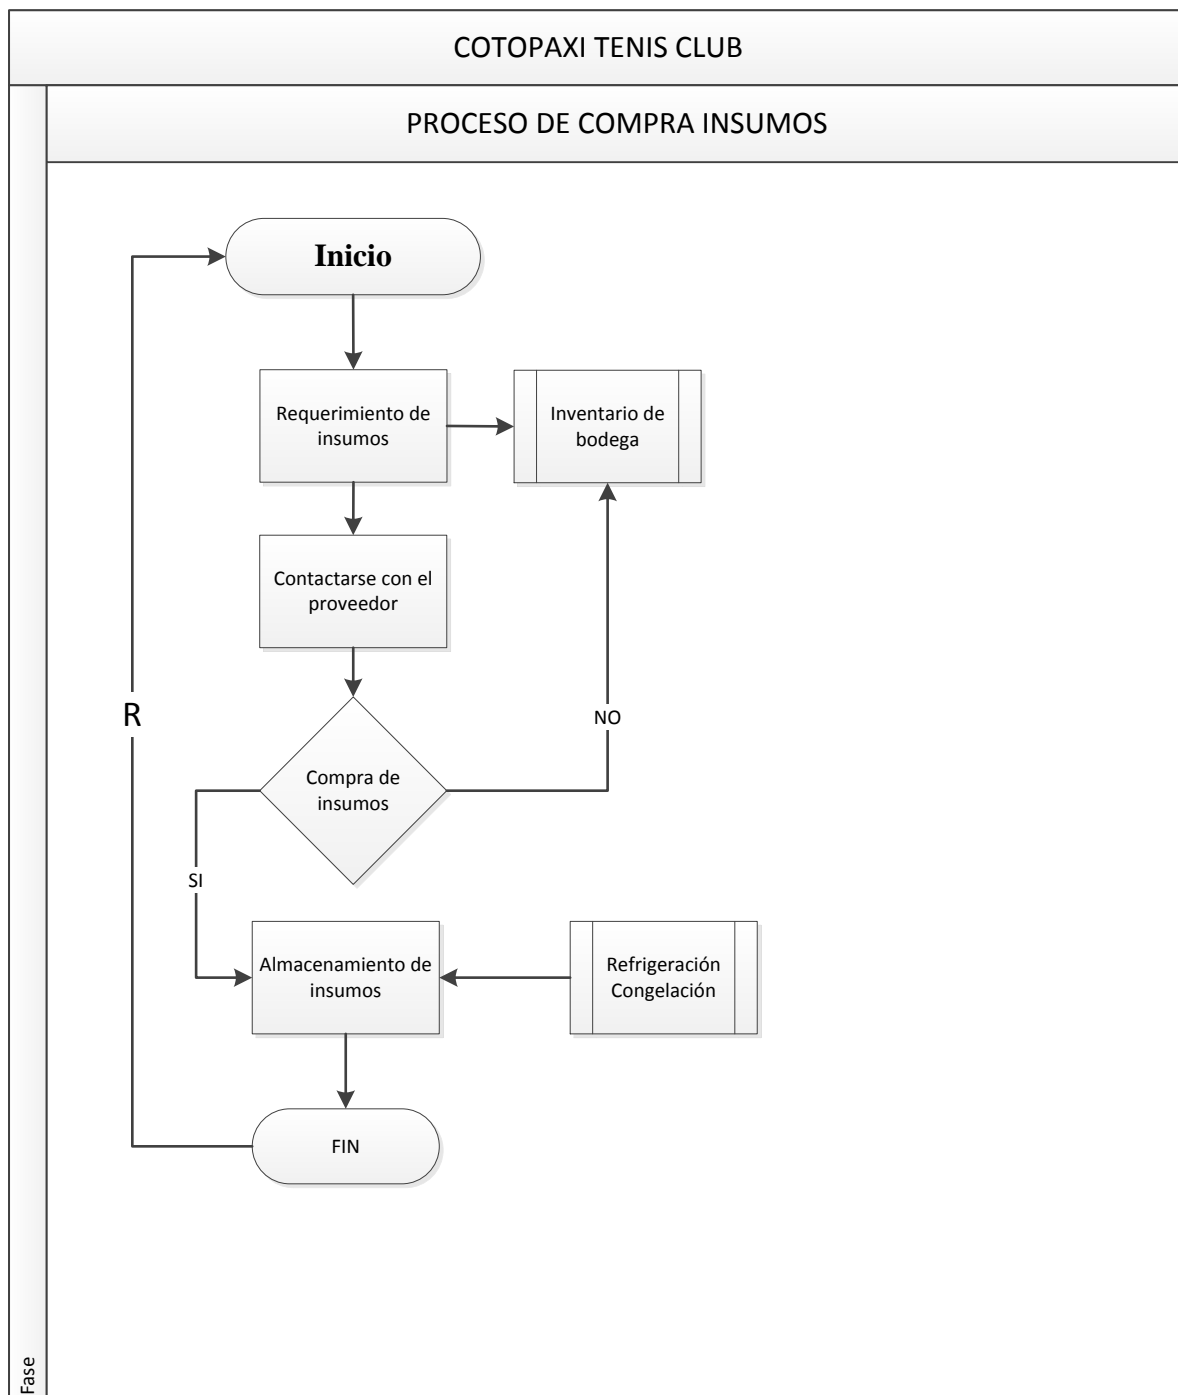 COTOPAXI TENIS CLUB
PROCESO DE COMPRA INSUMOS
Inicio
Requerimiento de
insumos
Inventario de
bodega
Contactarse con el
proveedor
R
NO
Compra de
insumos
SI
Almacenamiento de
insumos
Refrigeración
Congelación
FIN
Fase